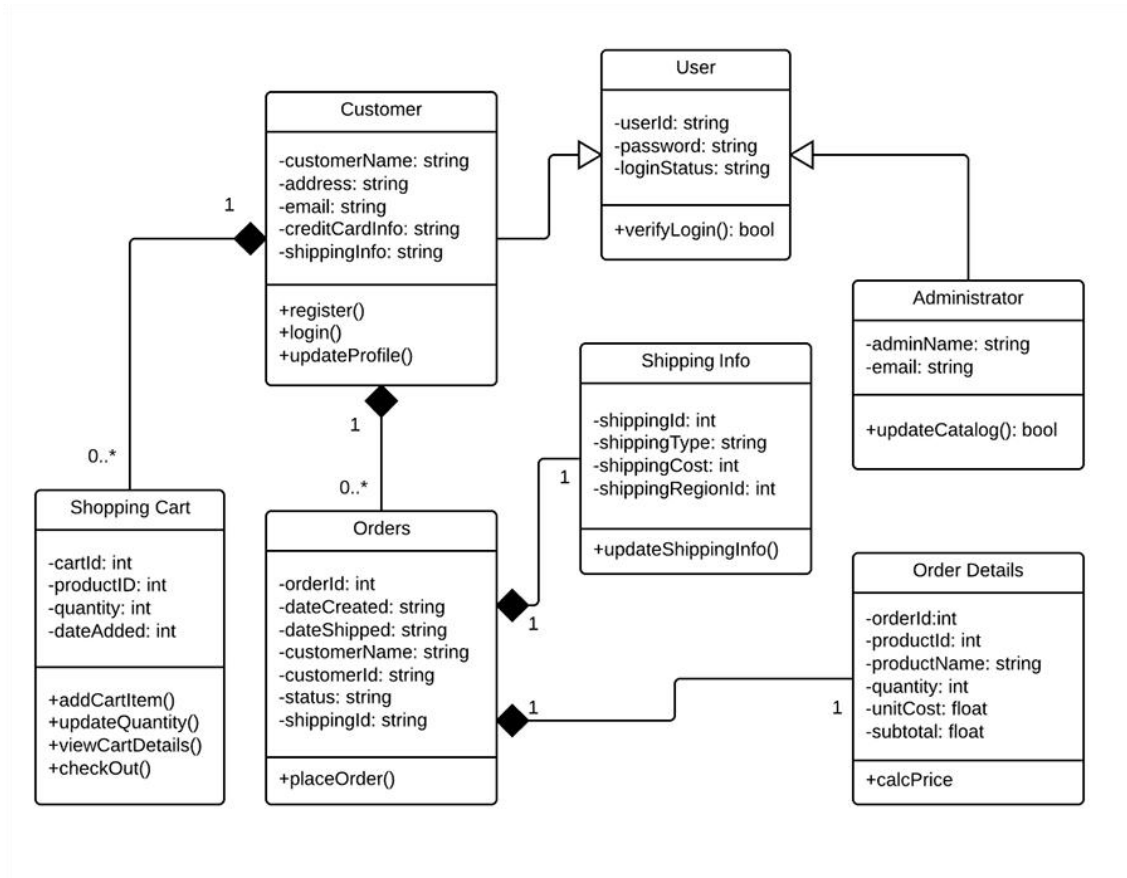 User
-userId: string
-password: string
-loginStatus: string
+verifyLogin(): bool
Customer
-customerName: string
-address: string
-email: string
-creditCardInfo: string
-shippingInfo: string
+register()
+login()
+updateProfile()
1
0..*
1
0..*
Administrator
-adminName: string
-email: string
+updateCatalog(): bool
Shipping Info
-shippingId: int
-shippingType: string
-shippingCost: int
-shippingRegionId: int
+updateShippingInfo()
1
1
Shopping Cart
-cartId: int
-productID: int
-quantity: int
-dateAdded: int
+addCartItem()
+updateQuantity()
+viewCartDetails()
+checkOut()
Orders
-orderId: int
-dateCreated: string
-dateShipped: string
-customerName: string
-customerId: string
-status: string
-shippingId: string
+placeOrder()
1
1
Order Details
-orderId:int
-productId: int
-productName: string
-quantity: int
-unitCost: float
-subtotal: float
+calcPrice